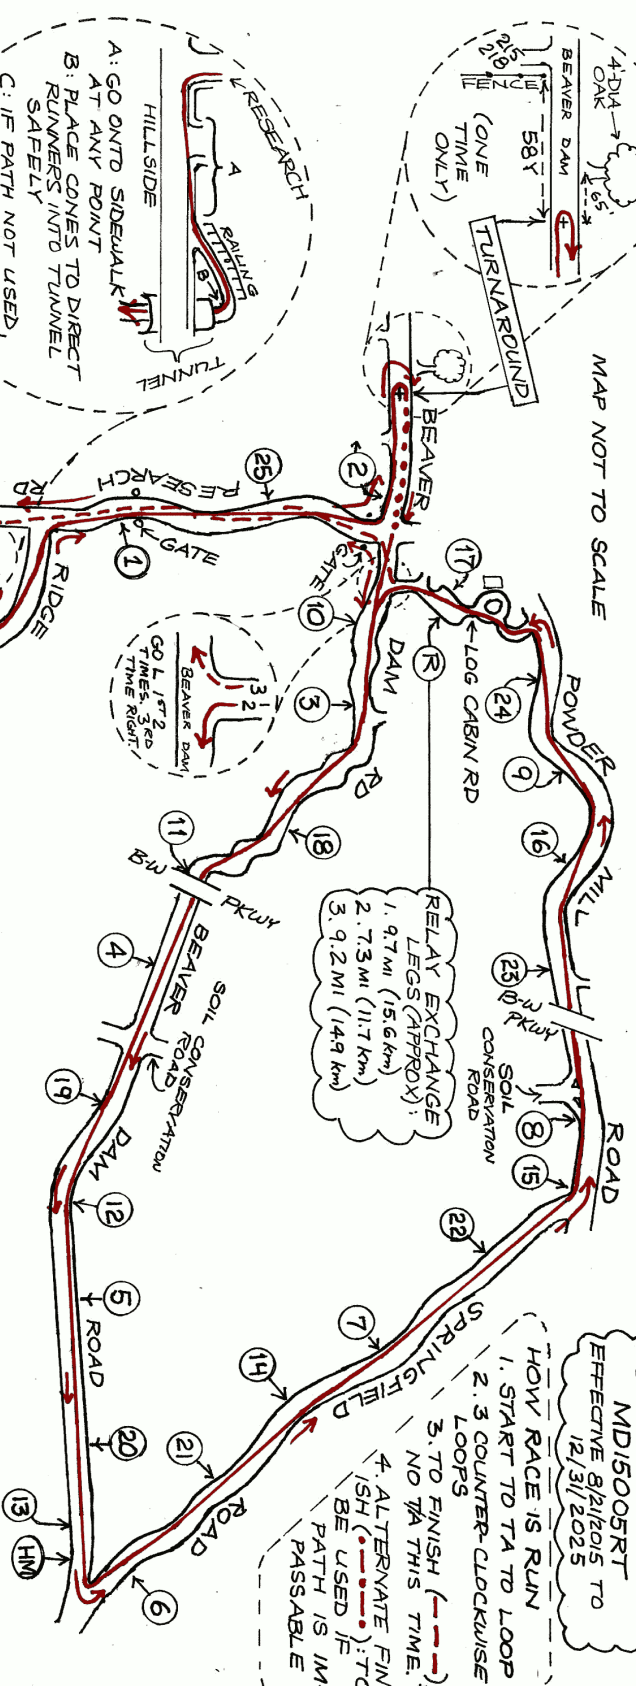 MD15005RT
EFFECTIVE 8/21/2015 TO
12/31/2025
HOW RACE IS RUN
1. START TO TA TO LOOP
2. 3 COUNTER-CLOCKWISE
LOOPS
3. TO FINISH (---):
NO TA THIS TIME.
4. ALTERNATE FIN-
ISH (•—•—•): TO
BE USED IF
PATH IS IM-
PASSABLE
MAP NOT TO SCALE
4' DIA
OAK
65'
BEAVER DAM
215
218
FENCE
58Y
(ONE
TIME
ONLY)
TURNAROUND
RESEARCH
A
RAILING
B
HILLSIDE
TUNNEL
A: GO ONTO SIDEWALK
AT ANY POINT
B: PLACE CONES TO DIRECT
RUNNERS INTO TUNNEL
SAFELY
C: IF PATH NOT USED,
BEAVER
DAM
RD
RESEARCH
RD
RIDGE
GATE
GATE
25
2
1
10
3
17
R
LOG CABIN RD
24
9
16
POWDER
MILL
ROAD
23
B-W
PKWY
SOIL
CONSERVATION
ROAD
8
15
3
1
2
BEAVER DAM
GO L 1ST 2
TIMES, 3RD
TIME RIGHT.
RELAY EXCHANGE
LEGS (APPROX):
1. 9.7 MI (15.6 km)
2. 7.3 MI (11.7 km)
3. 9.2 MI (14.9 km)
18
11
B-W
PKWY
4
BEAVER
DAM
ROAD
SOIL CONSERVATION
ROAD
19
12
5
20
13
HM
6
21
14
7
22
SPRINGFIELD
ROAD